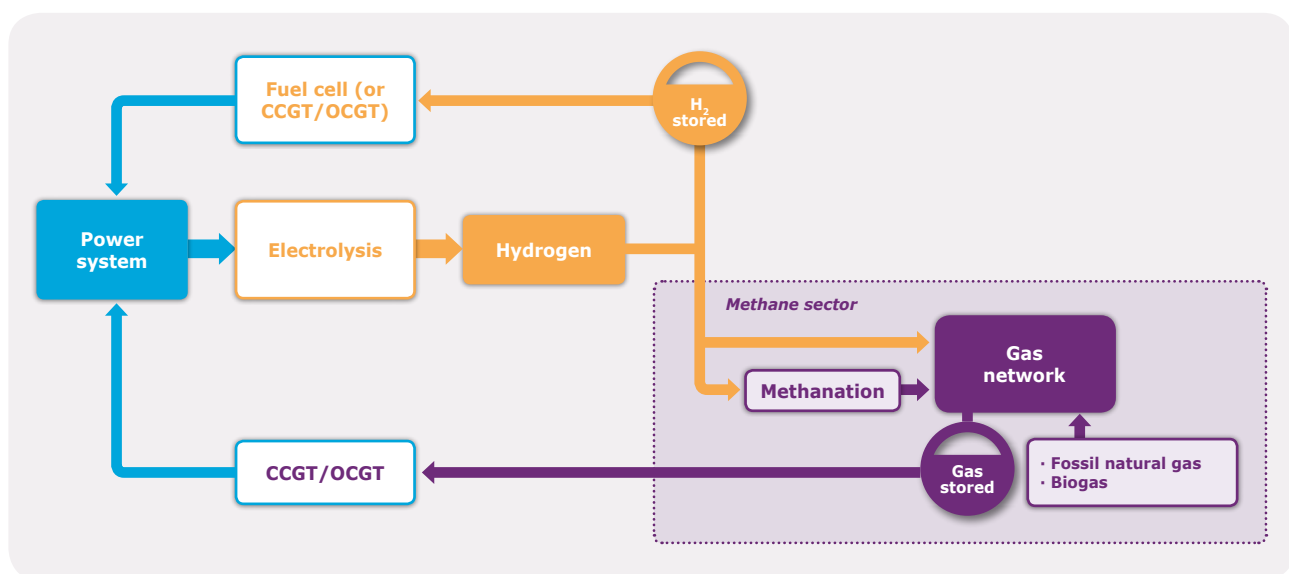 Fuel cell (or
CCGT/OCGT)
H2
stored
Power
system
Electrolysis
Hydrogen
Methane sector
Gas
network
Methanation
CCGT/OCGT
Gas
stored
· Fossil natural gas
· Biogas